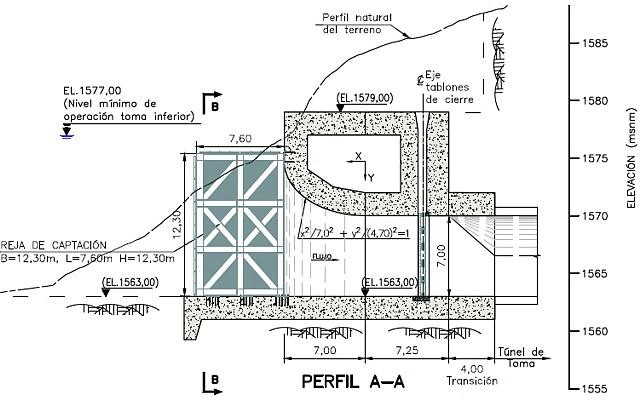 Perfil natural
del terreno
Eje
tablones
de cierre
EL.1577,00
(Nivel mínimo de
operación toma inferior)
B
(EL.1579,00)
7,60
X
Y
12,30
REJA DE CAPTACIÓN
B=12,30m, L=7,60m H=12,30m
x²/7.0² + y²/(4,70)²=1
FLUJO
7,00
(EL.1563,00)
(EL.1563,00)
7,00
7,25
4,00
Transición
Túnel de
Toma
B
PERFIL A–A
1585
1580
1575
1570
1565
1560
1555
ELEVACIÓN (msnm)